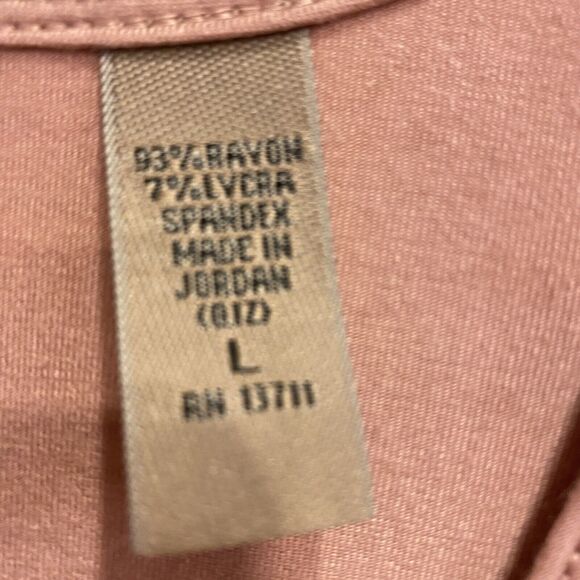 93% RAYON
7% LYCRA
SPANDEX
MADE IN
JORDAN
(QIZ)
L
RN 13711